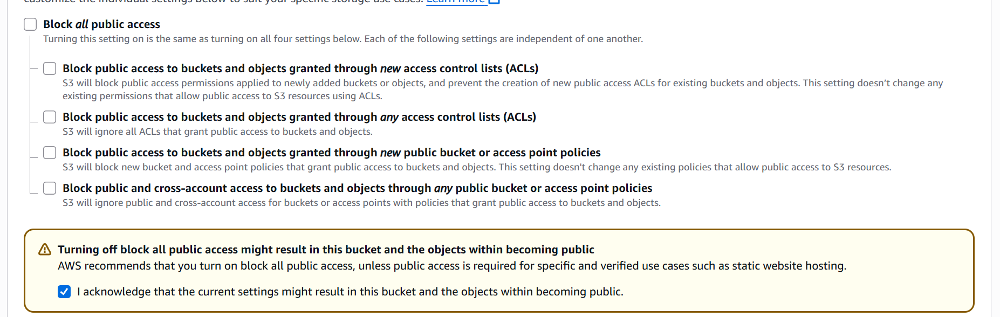 customize the individual settings below to suit your specific storage use cases. Learn more
Block all public access
Turning this setting on is the same as turning on all four settings below. Each of the following settings are independent of one another.
Block public access to buckets and objects granted through new access control lists (ACLs)
S3 will block public access permissions applied to newly added buckets or objects, and prevent the creation of new public access ACLs for existing buckets and objects. This setting doesn’t change any
existing permissions that allow public access to S3 resources using ACLs.
Block public access to buckets and objects granted through any access control lists (ACLs)
S3 will ignore all ACLs that grant public access to buckets and objects.
Block public access to buckets and objects granted through new public bucket or access point policies
S3 will block new bucket and access point policies that grant public access to buckets and objects. This setting doesn't change any existing policies that allow public access to S3 resources.
Block public and cross-account access to buckets and objects through any public bucket or access point policies
S3 will ignore public and cross-account access for buckets or access points with policies that grant public access to buckets and objects.
Turning off block all public access might result in this bucket and the objects within becoming public
AWS recommends that you turn on block all public access, unless public access is required for specific and verified use cases such as static website hosting.
I acknowledge that the current settings might result in this bucket and the objects within becoming public.